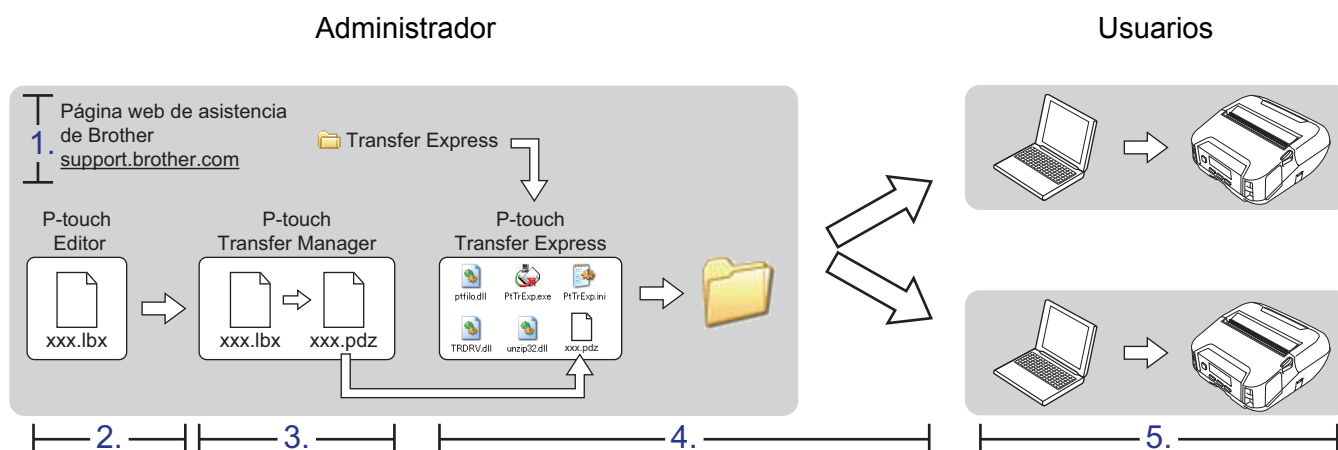 Administrador
Usuarios
Página web de asistencia
1. de Brother
support.brother.com
Transfer Express
P-touch
Editor
xxx.lbx
P-touch
Transfer Manager
xxx.lbx
xxx.pdz
P-touch
Transfer Express
ptfilo.dll
PtTrExp.exe
PtTrExp.ini
TRDRV.dll
unzip32.dll
xxx.pdz
2.
3.
4.
5.